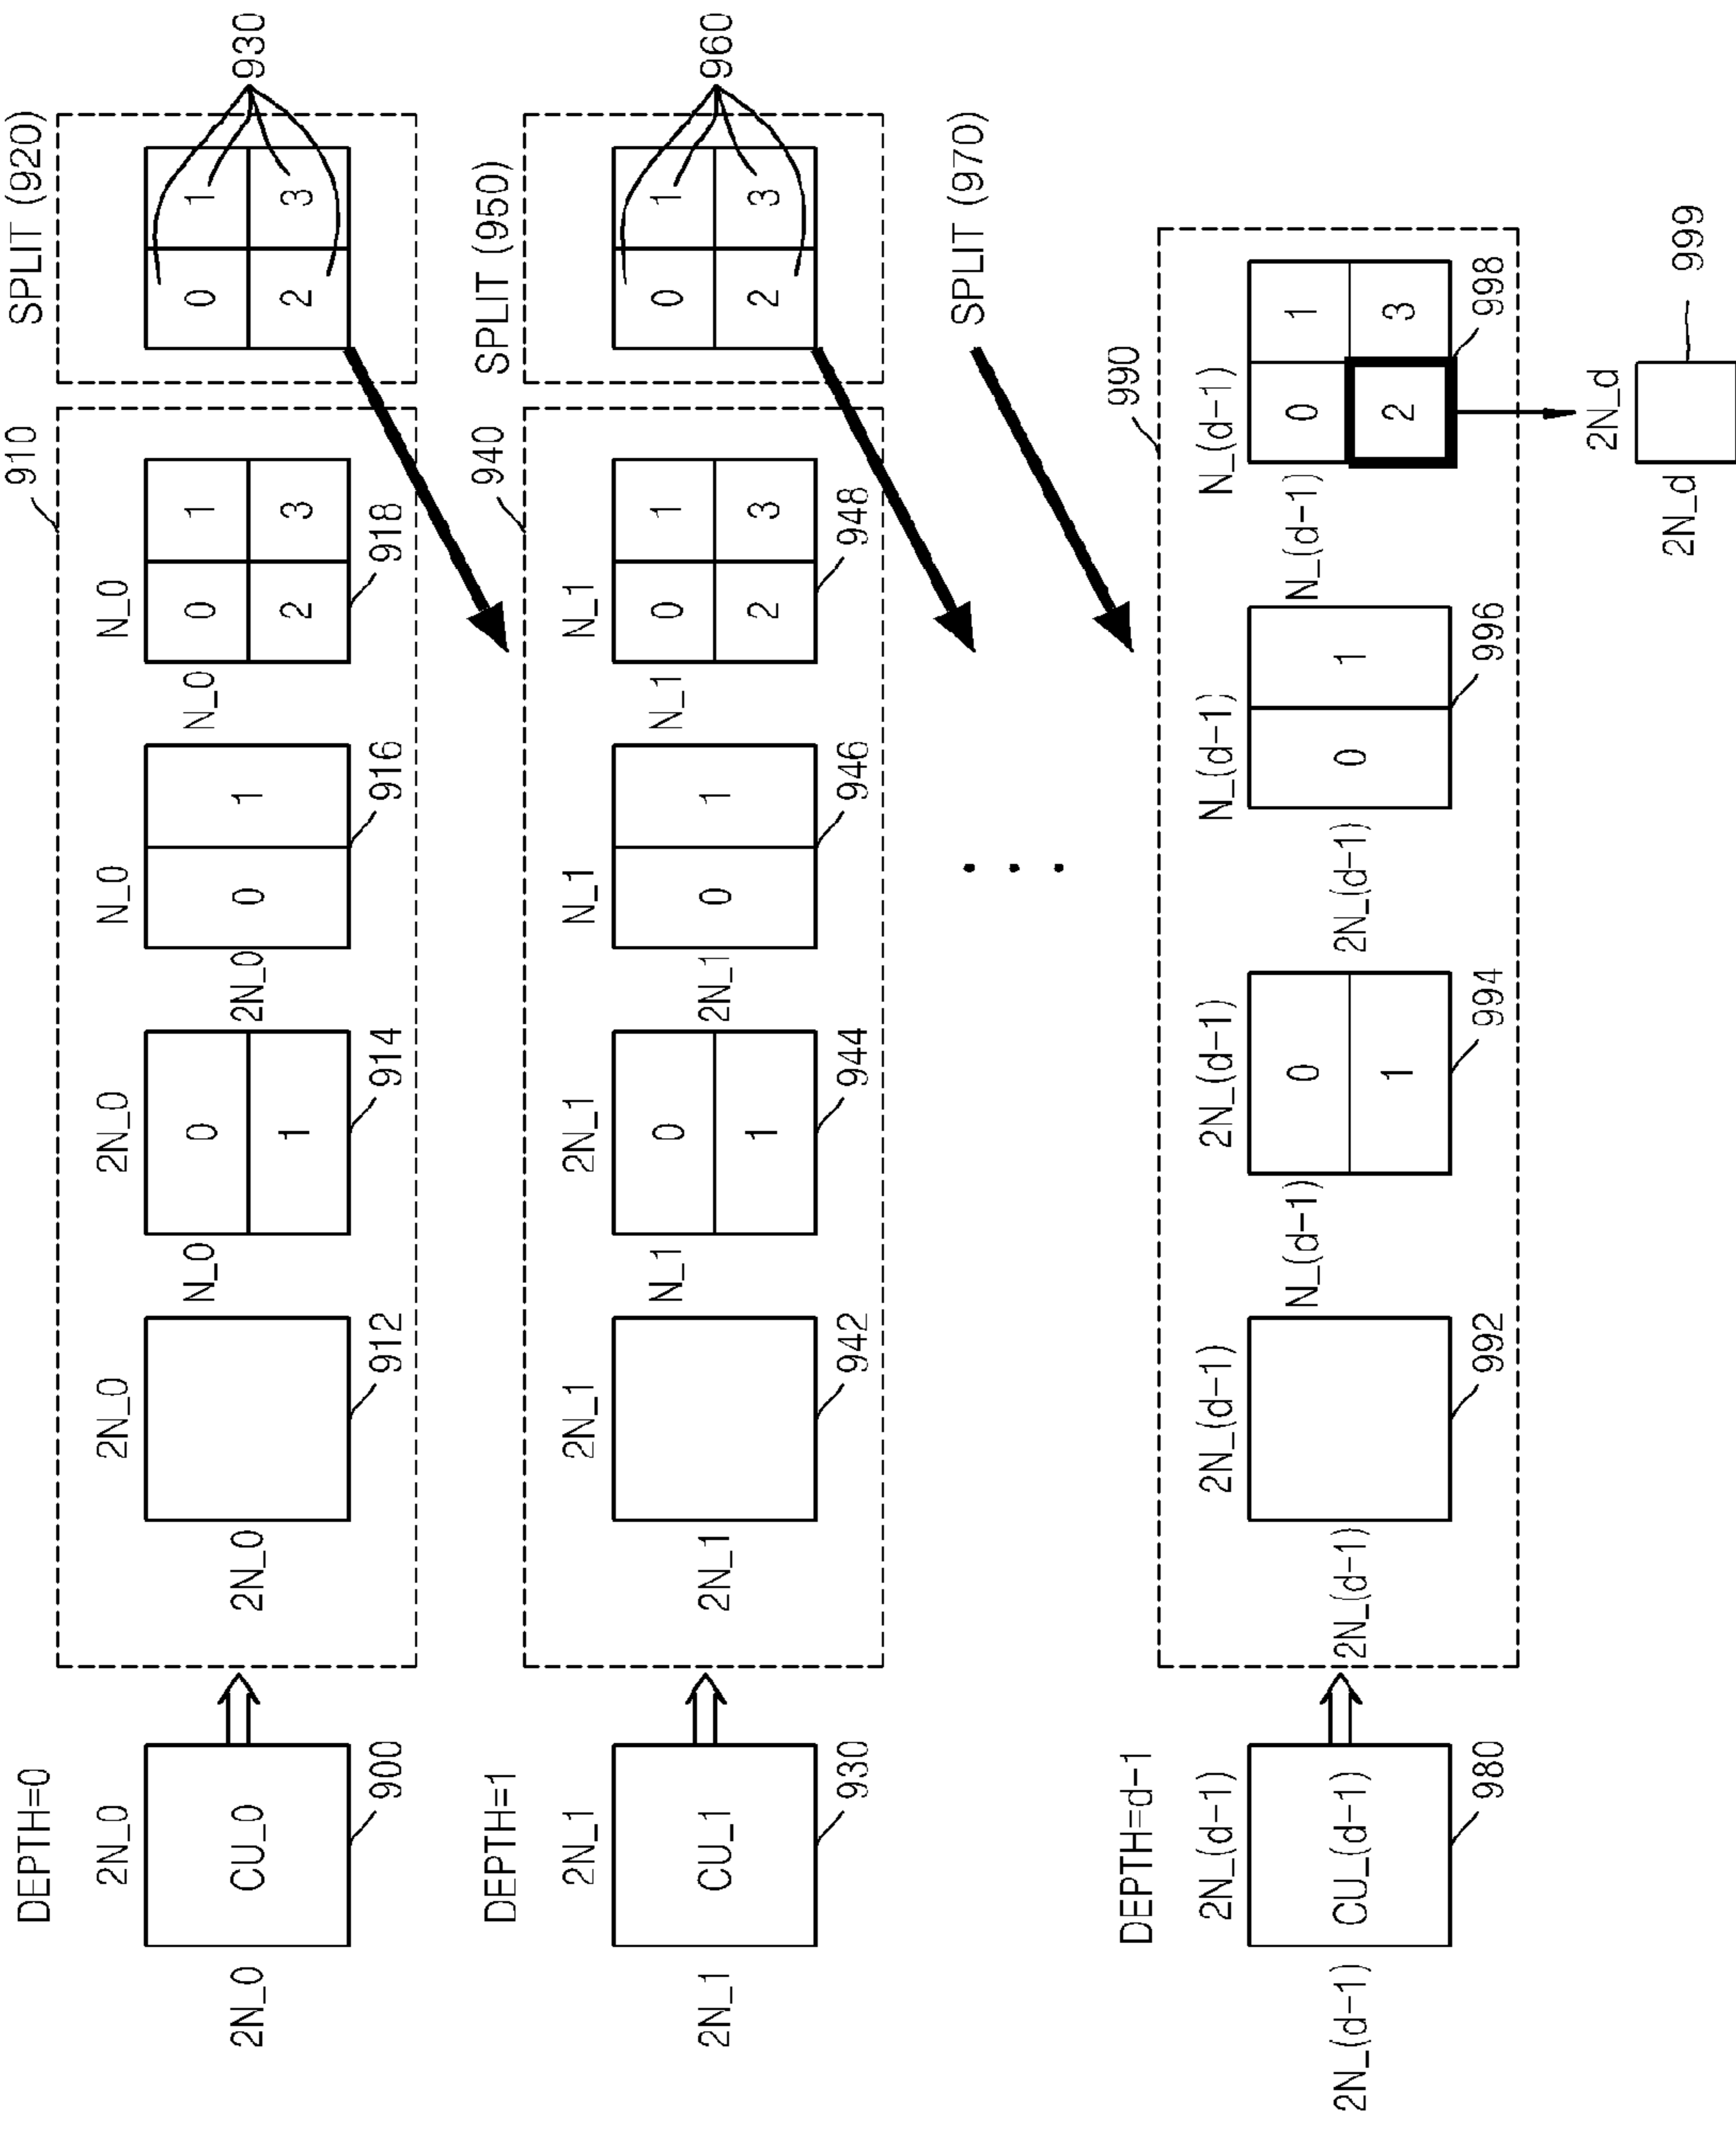 DEPTH=0
2N_0
2N_0
CU_0
900
910
2N_0
2N_0
912
2N_0
N_0
0
1
914
N_0
2N_0
0 1
916
N_0
N_0
0 1
2 3
918
SPLIT (920)
0 1
2 3
930
DEPTH=1
2N_1
2N_1
CU_1
930
940
2N_1
2N_1
942
2N_1
N_1
0
1
944
N_1
2N_1
0 1
946
N_1
N_1
0 1
2 3
948
SPLIT (950)
0 1
2 3
960
SPLIT (970)
DEPTH=d-1
2N_(d-1)
2N_(d-1)
CU_(d-1)
980
990
2N_(d-1)
2N_(d-1)
992
2N_(d-1)
N_(d-1)
0
1
994
N_(d-1)
2N_(d-1)
0 1
996
N_(d-1)
N_(d-1)
0 1
2 3
998
2N_d
2N_d
999